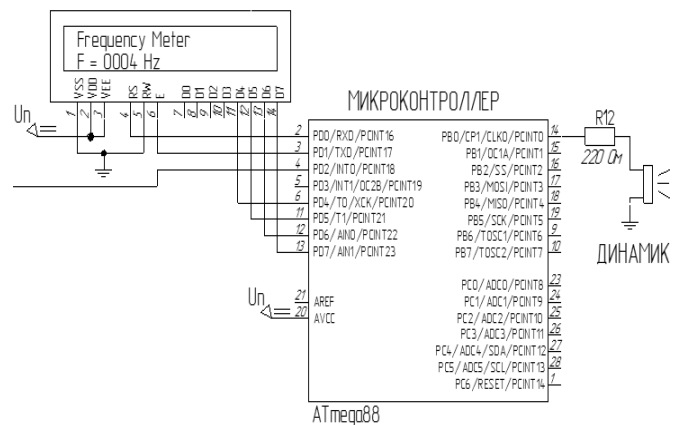 Frequency Meter
F = 0004 Hz
VSS VDD VEE RS RW E D0 D1 D2 D3 D4 D5 D6 D7
1 2 3 4 5 6 7 8 9 10 11 12 13 14
Uп
МИКРОКОНТРОЛЛЕР
R12
220 Ом
ДИНАМИК
2 PD0/RXD/PCINT16
3 PD1/TXD/PCINT17
4 PD2/INT0/PCINT18
5 PD3/INT1/OC2B/PCINT19
6 PD4/T0/XCK/PCINT20
11 PD5/T1/PCINT21
12 PD6/AIN0/PCINT22
13 PD7/AIN1/PCINT23
Uп
21 AREF
20 AVCC
PB0/CP1/CLKO/PCINT0 14
PB1/OC1A/PCINT1 15
PB2/SS/PCINT2 16
PB3/MOSI/PCINT3 17
PB4/MISO/PCINT4 18
PB5/SCK/PCINT5 19
PB6/TOSC1/PCINT6 9
PB7/TOSC2/PCINT7 10
PC0/ADC0/PCINT8 23
PC1/ADC1/PCINT9 24
PC2/ADC2/PCINT10 25
PC3/ADC3/PCINT11 26
PC4/ADC4/SDA/PCINT12 27
PC5/ADC5/SCL/PCINT13 28
PC6/RESET/PCINT14 1
ATmega88